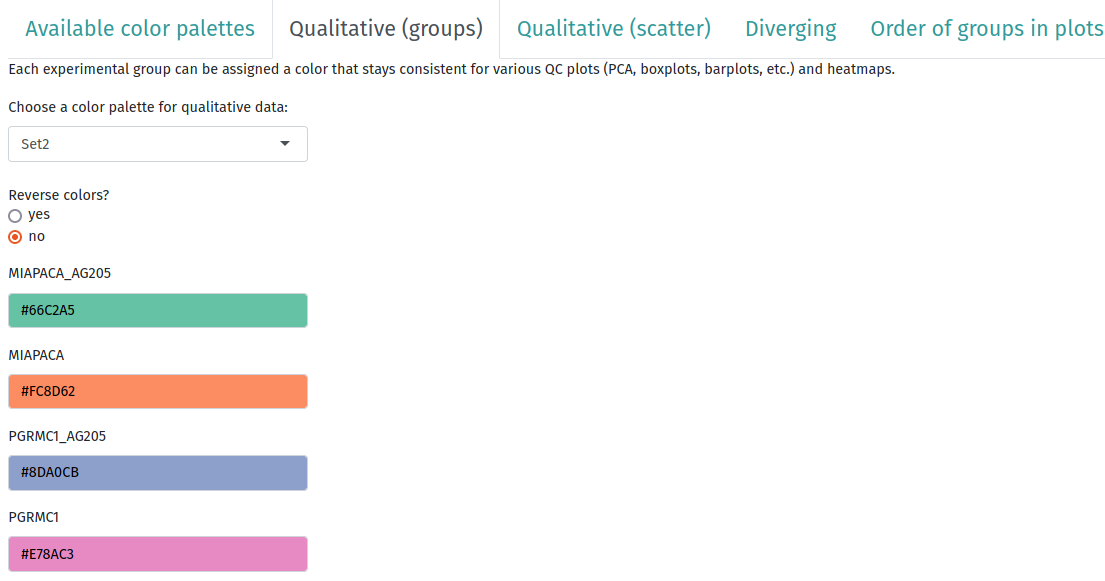 Available color palettes Qualitative (groups) Qualitative (scatter) Diverging Order of groups in plots
Each experimental group can be assigned a color that stays consistent for various QC plots (PCA, boxplots, barplots, etc.) and heatmaps.
Choose a color palette for qualitative data:
Set2
Reverse colors?
yes
no
MIAPACA_AG205
#66C2A5
MIAPACA
#FC8D62
PGRMC1_AG205
#8DA0CB
PGRMC1
#E78AC3